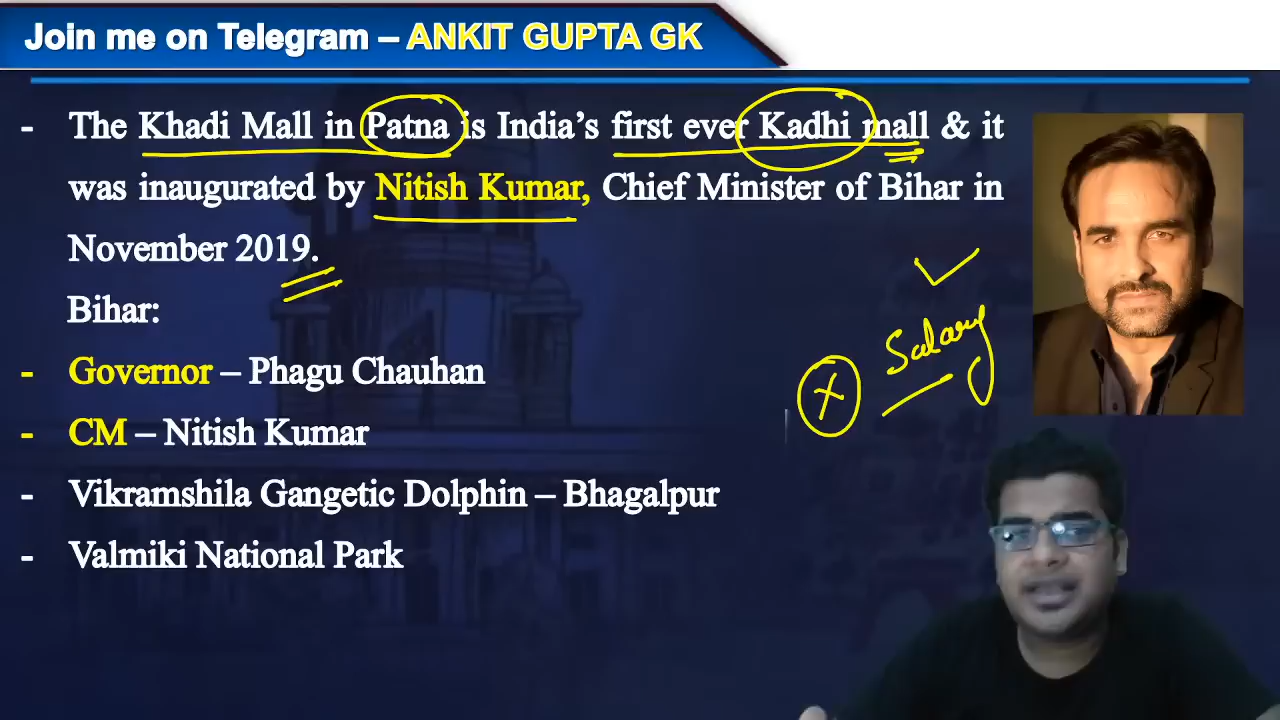 Join me on Telegram – ANKIT GUPTA GK
- The Khadi Mall in Patna is India's first ever Kadhi mall & it
was inaugurated by Nitish Kumar, Chief Minister of Bihar in
November 2019.
Bihar:
- Governor – Phagu Chauhan
- CM – Nitish Kumar
- Vikramshila Gangetic Dolphin – Bhagalpur
- Valmiki National Park
Salary